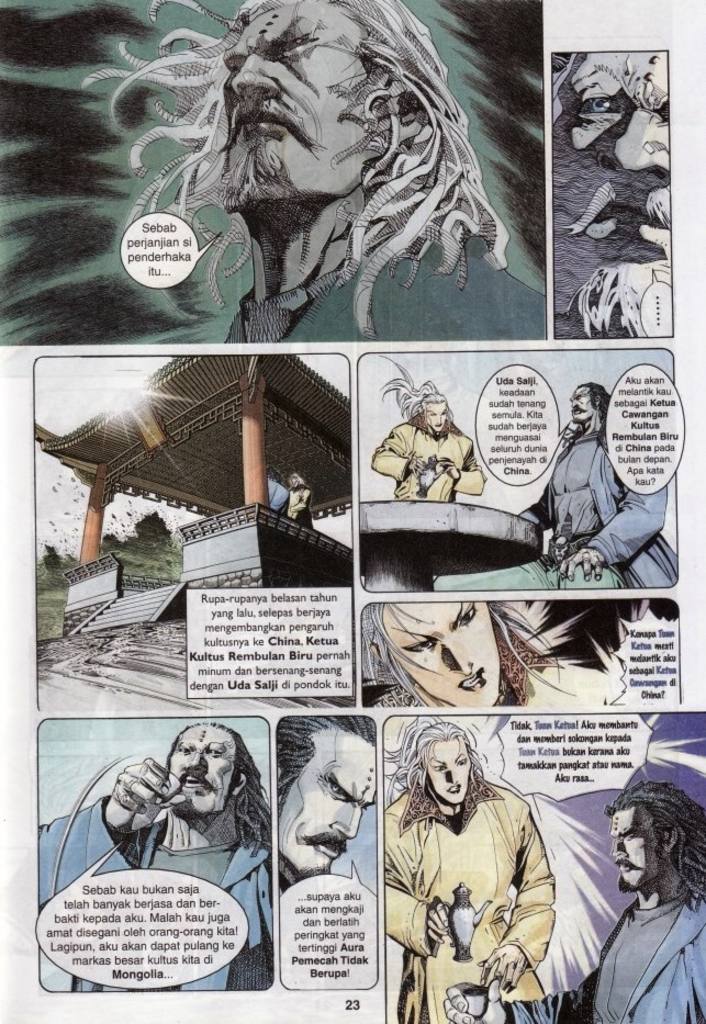 Sebab
perjanjian si
penderhaka
itu...
......
Rupa-rupanya belasan tahun
yang lalu, selepas berjaya
mengembangkan pengaruh
kultusnya ke China, Ketua
Kultus Rembulan Biru pernah
minum dan bersenang-senang
dengan Uda Salji di pondok itu.
Uda Salji,
keadaan
sudah tenang
semula. Kita
sudah berjaya
menguasai
seluruh dunia
penjenayah di
China.
Aku akan
melantik kau
sebagai Ketua
Cawangan
Kultus
Rembulan Biru
di China pada
bulan depan.
Apa kata
kau?
Kenapa Tuan
Ketua mesti
melantik aku
sebagai Ketua
Cawangan di
China?
Sebab kau bukan saja
telah banyak berjasa dan ber-
bakti kepada aku. Malah kau juga
amat disegani oleh orang-orang kita!
Lagipun, aku akan dapat pulang ke
markas besar kultus kita di
Mongolia...
...supaya aku
akan mengkaji
dan berlatih
peringkat yang
tertinggi Aura
Pemecah Tidak
Berupa!
Tidak, Tuan Ketua! Aku membantu
dan memberi sokongan kepada
Tuan Ketua bukan kerana aku
tamakkan pangkat atau nama.
Aku rasa...
23